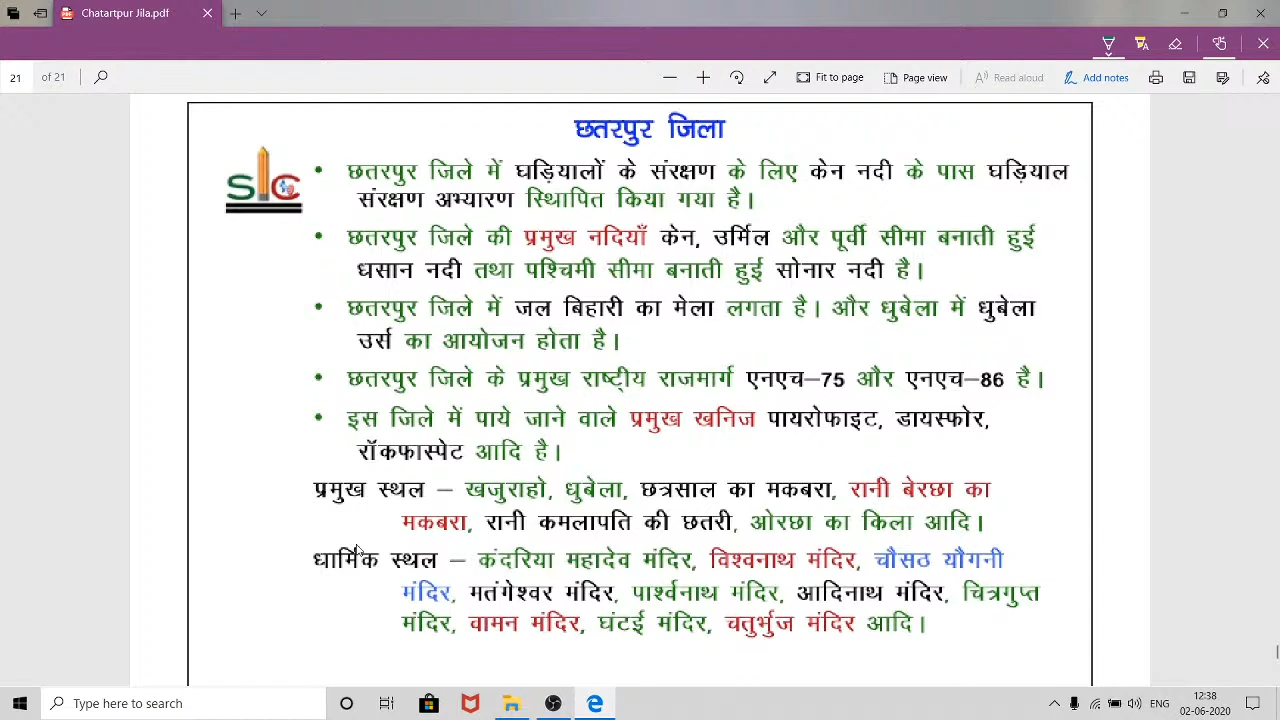 Chatartpur Jila.pdf
21 of 21
Fit to page
Page view
Read aloud
Add notes
छतरपुर जिला
SIC
• छतरपुर जिले में घड़ियालों के संरक्षण के लिए केन नदी के पास घड़ियाल
संरक्षण अभ्यारण स्थापित किया गया है।
• छतरपुर जिले की प्रमुख नदियाँ केन, उर्मिल और पूर्वी सीमा बनाती हुई
धसान नदी तथा पश्चिमी सीमा बनाती हुई सोनार नदी है।
• छतरपुर जिले में जल बिहारी का मेला लगता है। और धुबेला में धुबेला
उर्स का आयोजन होता है।
• छतरपुर जिले के प्रमुख राष्ट्रीय राजमार्ग एनएच–75 और एनएच–86 है।
• इस जिले में पाये जाने वाले प्रमुख खनिज पायरोफाइट, डायस्फोर,
रॉकफास्पेट आदि है।
प्रमुख स्थल – खजुराहो, धुबेला, छत्रसाल का मकबरा, रानी बेरछा का
मकबरा, रानी कमलापति की छतरी, ओरछा का किला आदि।
धार्मिक स्थल – कंदरिया महादेव मंदिर, विश्वनाथ मंदिर, चौसठ यौगनी
मंदिर, मतंगेश्वर मंदिर, पार्श्वनाथ मंदिर, आदिनाथ मंदिर, चित्रगुप्त
मंदिर, वामन मंदिर, घंटई मंदिर, चतुर्भुज मंदिर आदि।
Type here to search
ENG
12:38
02-06-2020